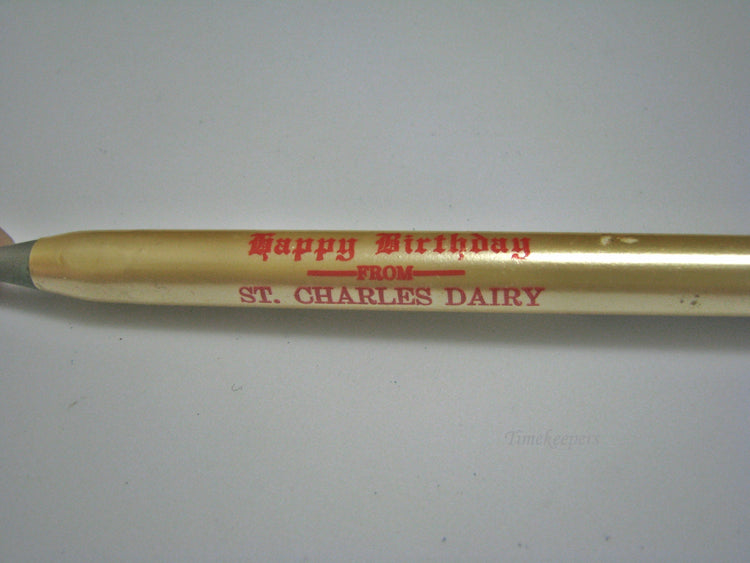 Happy Birthday
FROM
ST. CHARLES DAIRY
Timekeepers